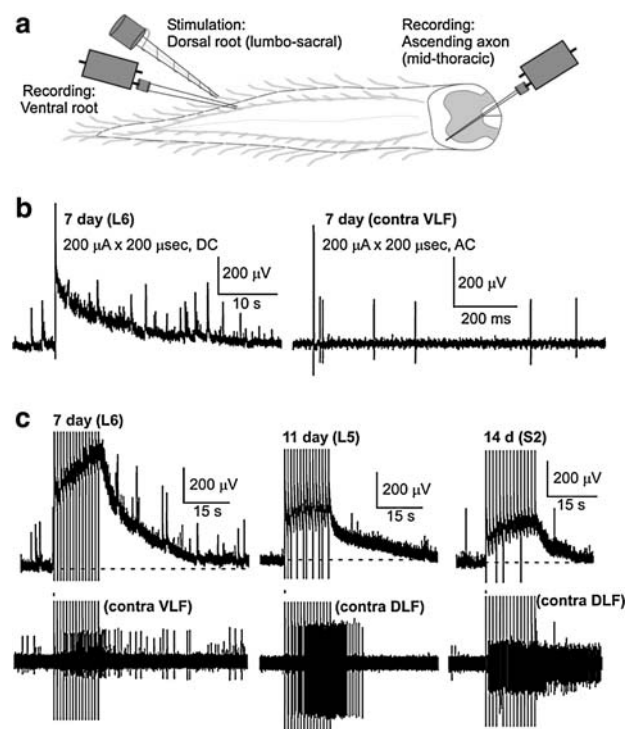 a
Stimulation:
Dorsal root (lumbo-sacral)
Recording:
Ventral root
Recording:
Ascending axon
(mid-thoracic)
b
7 day (L6)
200 µA x 200 µsec, DC
200 µV
10 s
7 day (contra VLF)
200 µA x 200 µsec, AC
200 µV
200 ms
c
7 day (L6)
200 µV
15 s
11 day (L5)
200 µV
15 s
14 d (S2)
200 µV
15 s
(contra VLF)
(contra DLF)
(contra DLF)